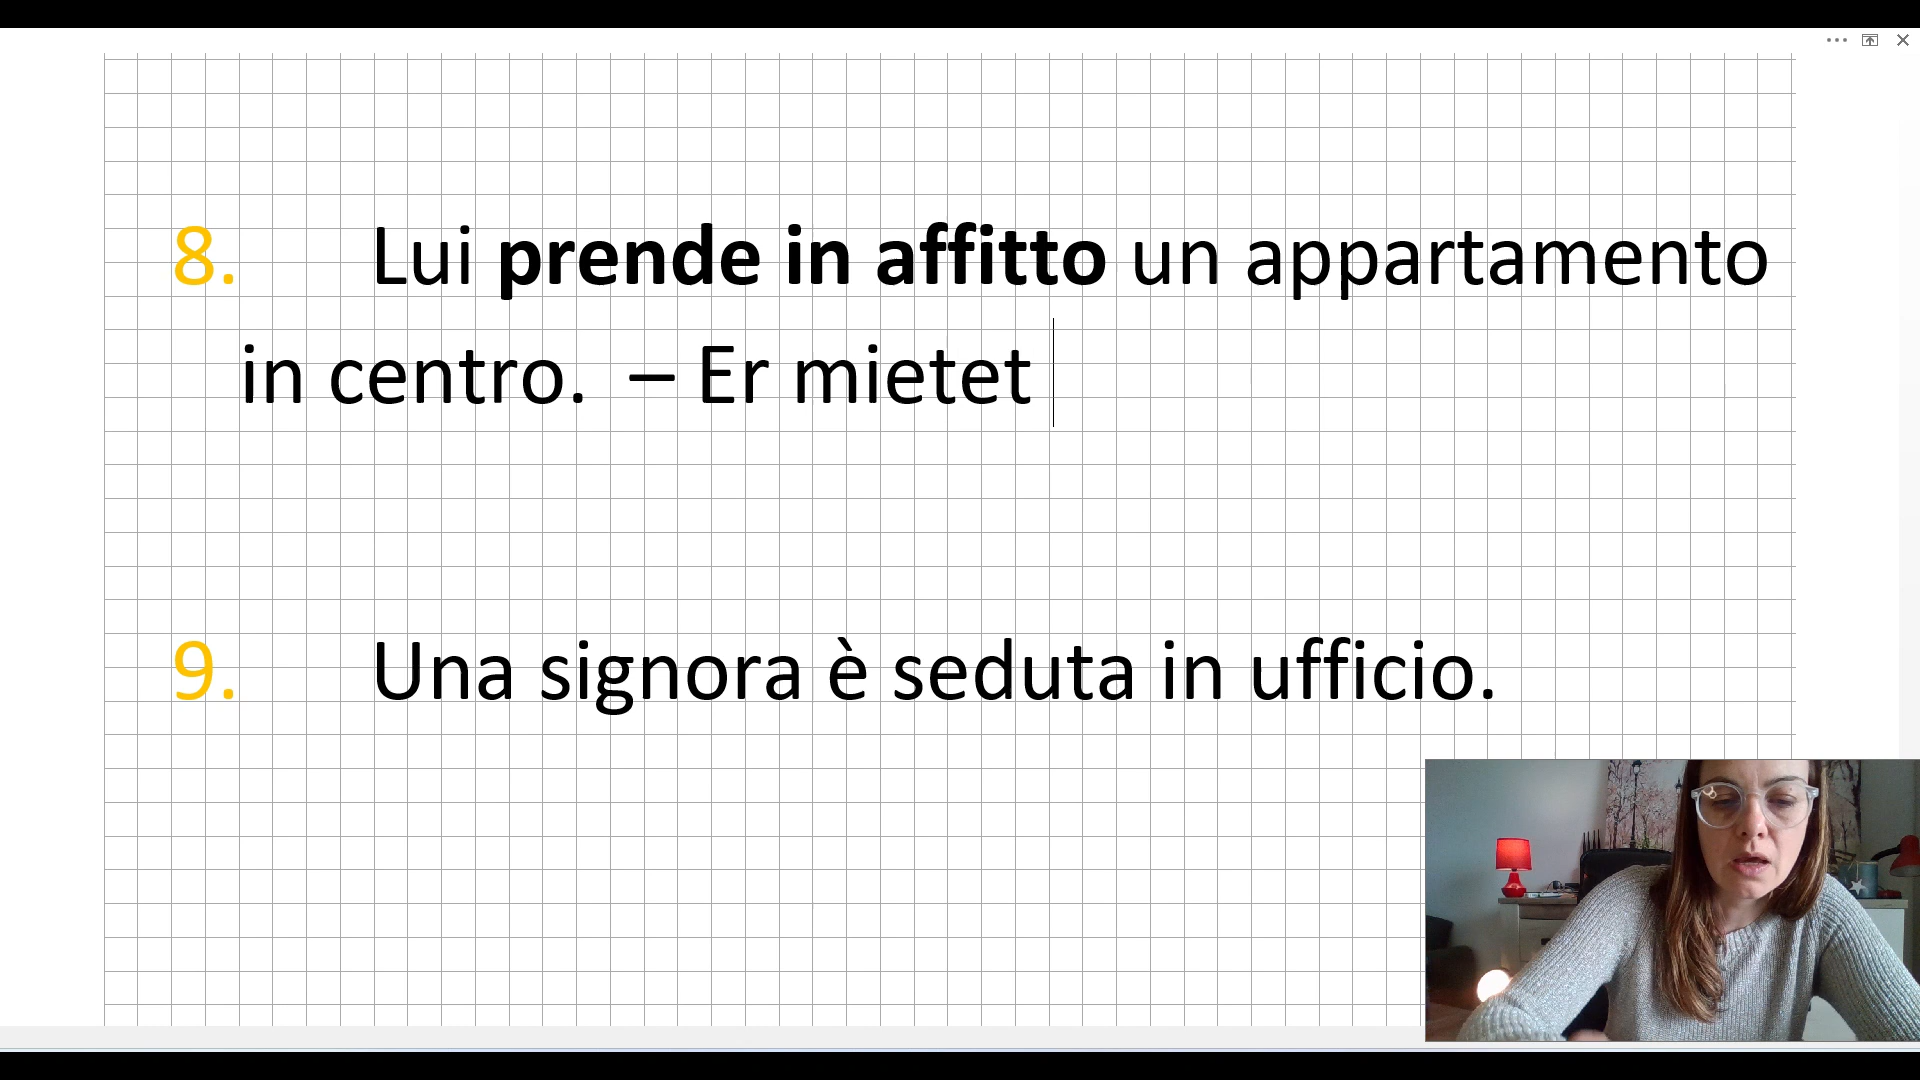 8. Lui prende in affitto un appartamento
in centro. – Er mietet
9. Una signora è seduta in ufficio.